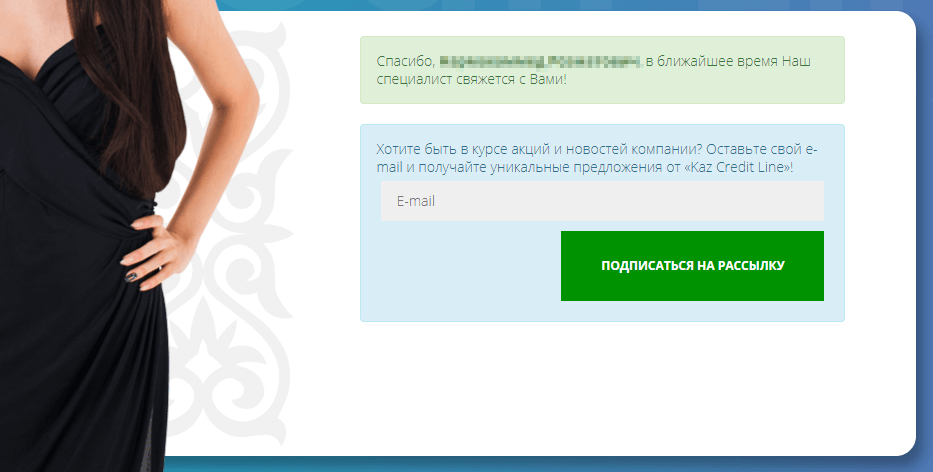 Спасибо, в ближайшее время Наш
специалист свяжется с Вами!
Хотите быть в курсе акций и новостей компании? Оставьте свой e-
mail и получайте уникальные предложения от «Kaz Credit Line»!
E-mail
ПОДПИСАТЬСЯ НА РАССЫЛКУ